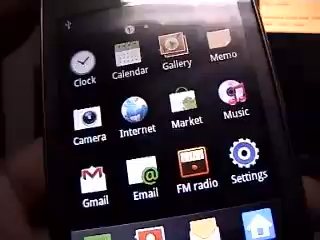 Clock Calendar Gallery Memo
Camera Internet Market Music
Gmail Email FM radio Settings